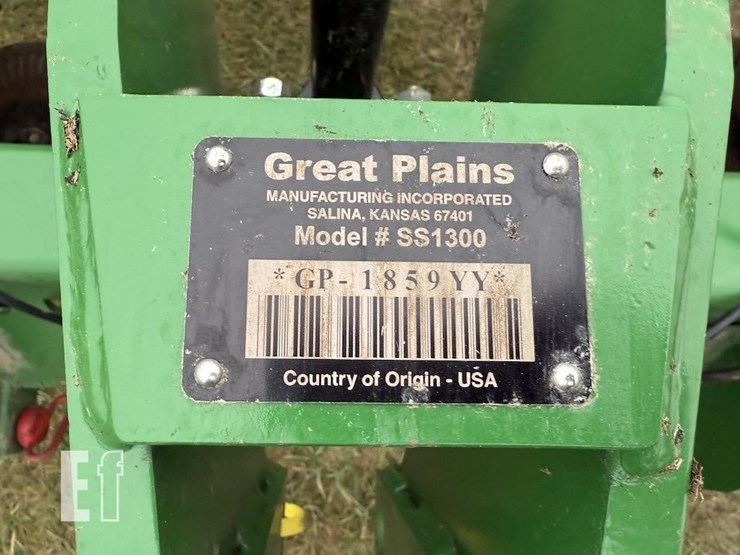 Great Plains
MANUFACTURING INCORPORATED
SALINA, KANSAS 67401
Model # SS1300
*GP-1859YY*
Country of Origin - USA
Ef